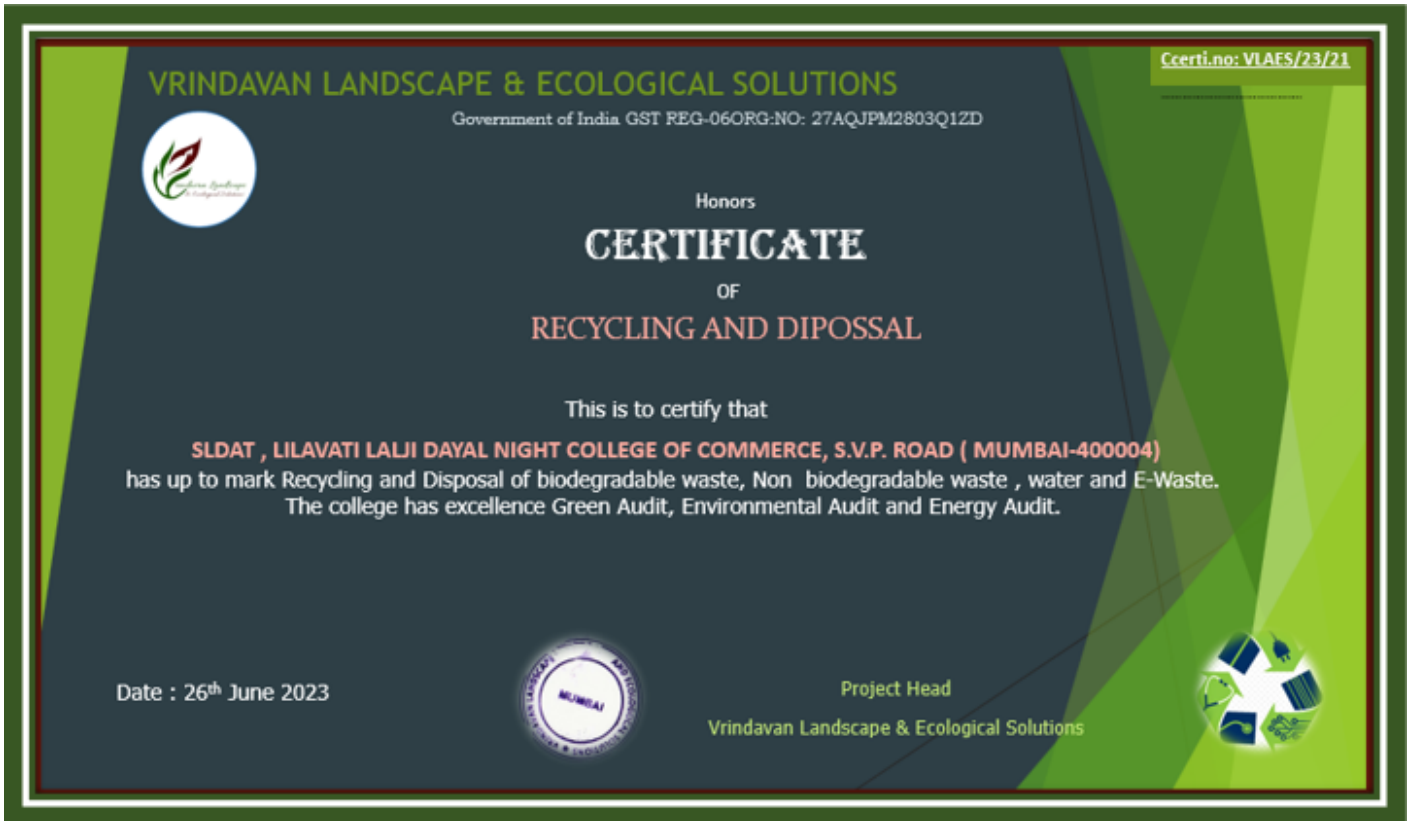 Ccerti.no: VLAES/23/21
VRINDAVAN LANDSCAPE & ECOLOGICAL SOLUTIONS
Government of India GST REG-06ORG:NO: 27AQJPM2803Q1ZD
Honors
CERTIFICATE
OF
RECYCLING AND DIPOSSAL
This is to certify that
SLDAT , LILAVATI LALJI DAYAL NIGHT COLLEGE OF COMMERCE, S.V.P. ROAD ( MUMBAI-400004)
has up to mark Recycling and Disposal of biodegradable waste, Non biodegradable waste , water and E-Waste.
The college has excellence Green Audit, Environmental Audit and Energy Audit.
Date : 26th June 2023
MUMBAI
Project Head
Vrindavan Landscape & Ecological Solutions